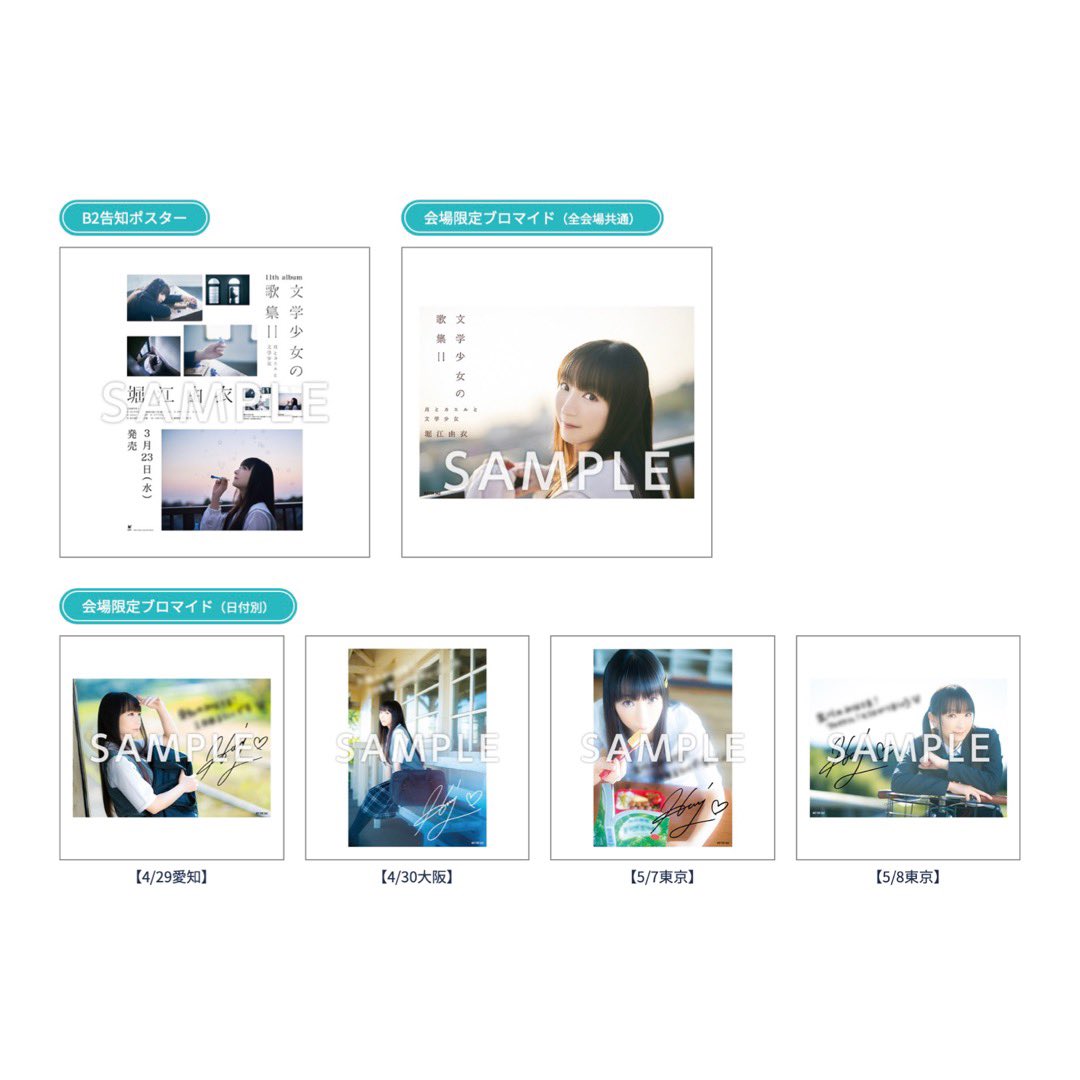 B2告知ポスター
会場限定ブロマイド（全会場共通）
11th album
文学少女の
歌集II
月とカエルと
文学少女
堀江由衣
SAMPLE
3月23日(水)
発売
文学少女の
歌集II
月とカエルと
文学少女
堀江由衣
SAMPLE
会場限定ブロマイド（日付別）
SAMPLE
SAMPLE
SAMPLE
SAMPLE
【4/29愛知】
【4/30大阪】
【5/7東京】
【5/8東京】